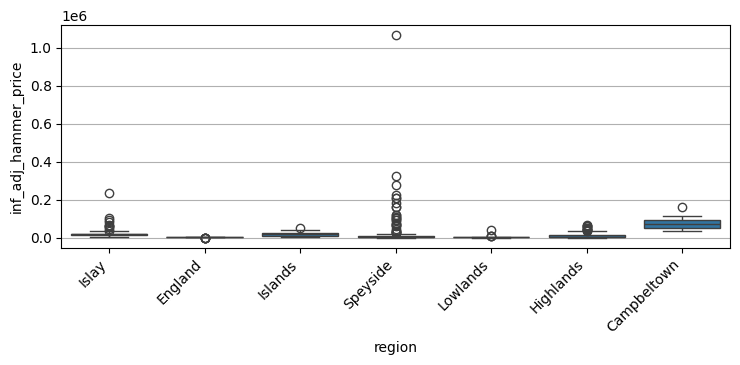 1e6
1.0
0.8
0.6
0.4
0.2
0.0
inf_adj_hammer_price
Islay
England
Islands
Speyside
Lowlands
Highlands
Campbeltown
region